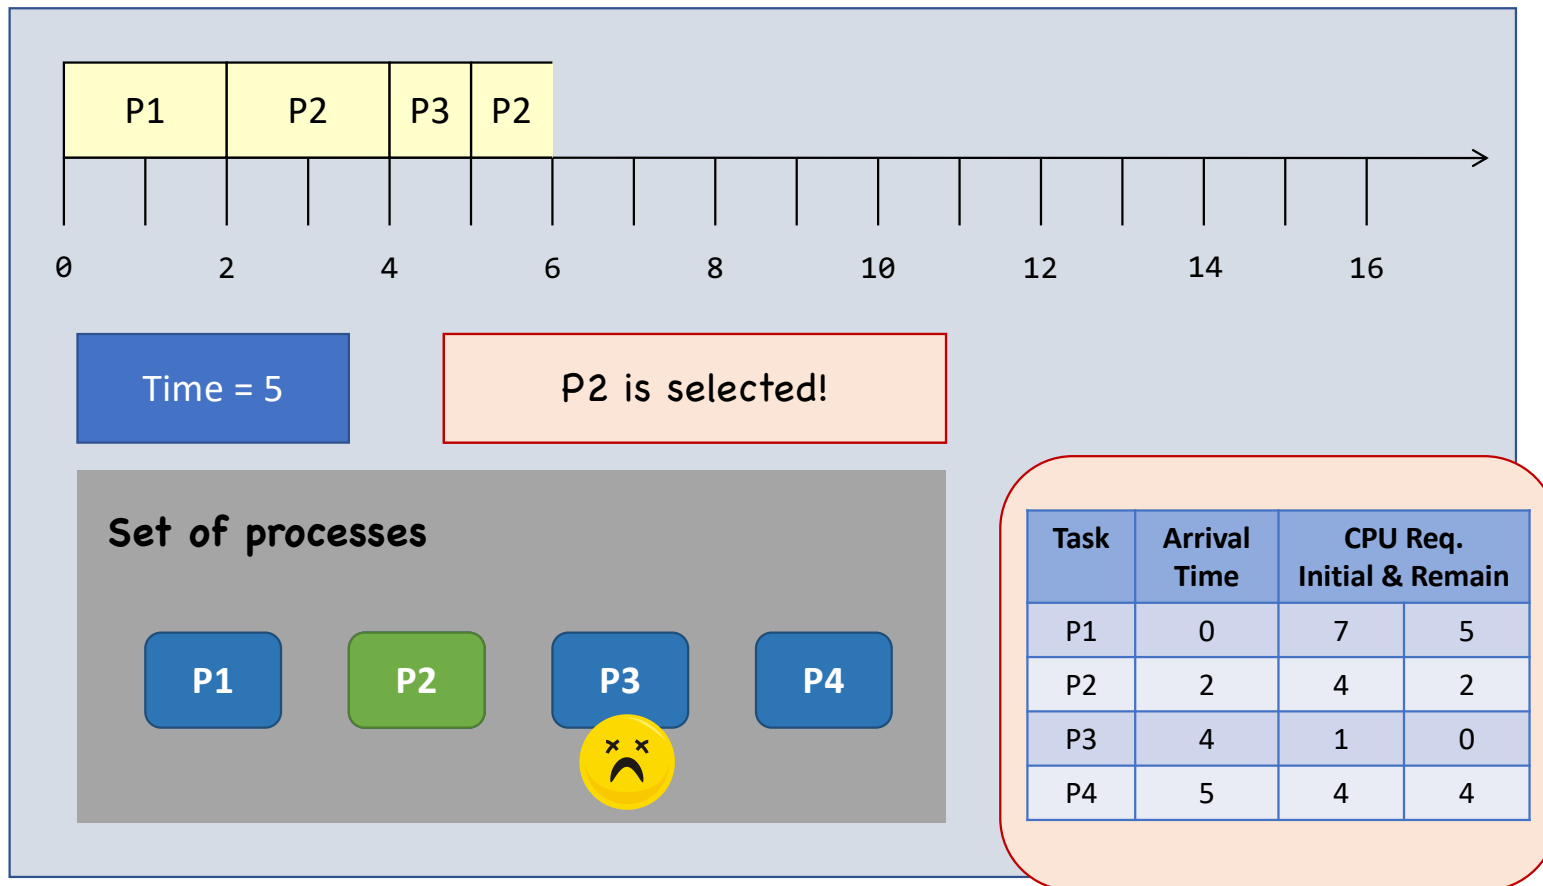 P1 P2 P3 P2
0 2 4 6 8 10 12 14 16
Time = 5
P2 is selected!
Set of processes
P1 P2 P3 P4
Task Arrival Time CPU Req. Initial & Remain
P1 0 7 5
P2 2 4 2
P3 4 1 0
P4 5 4 4